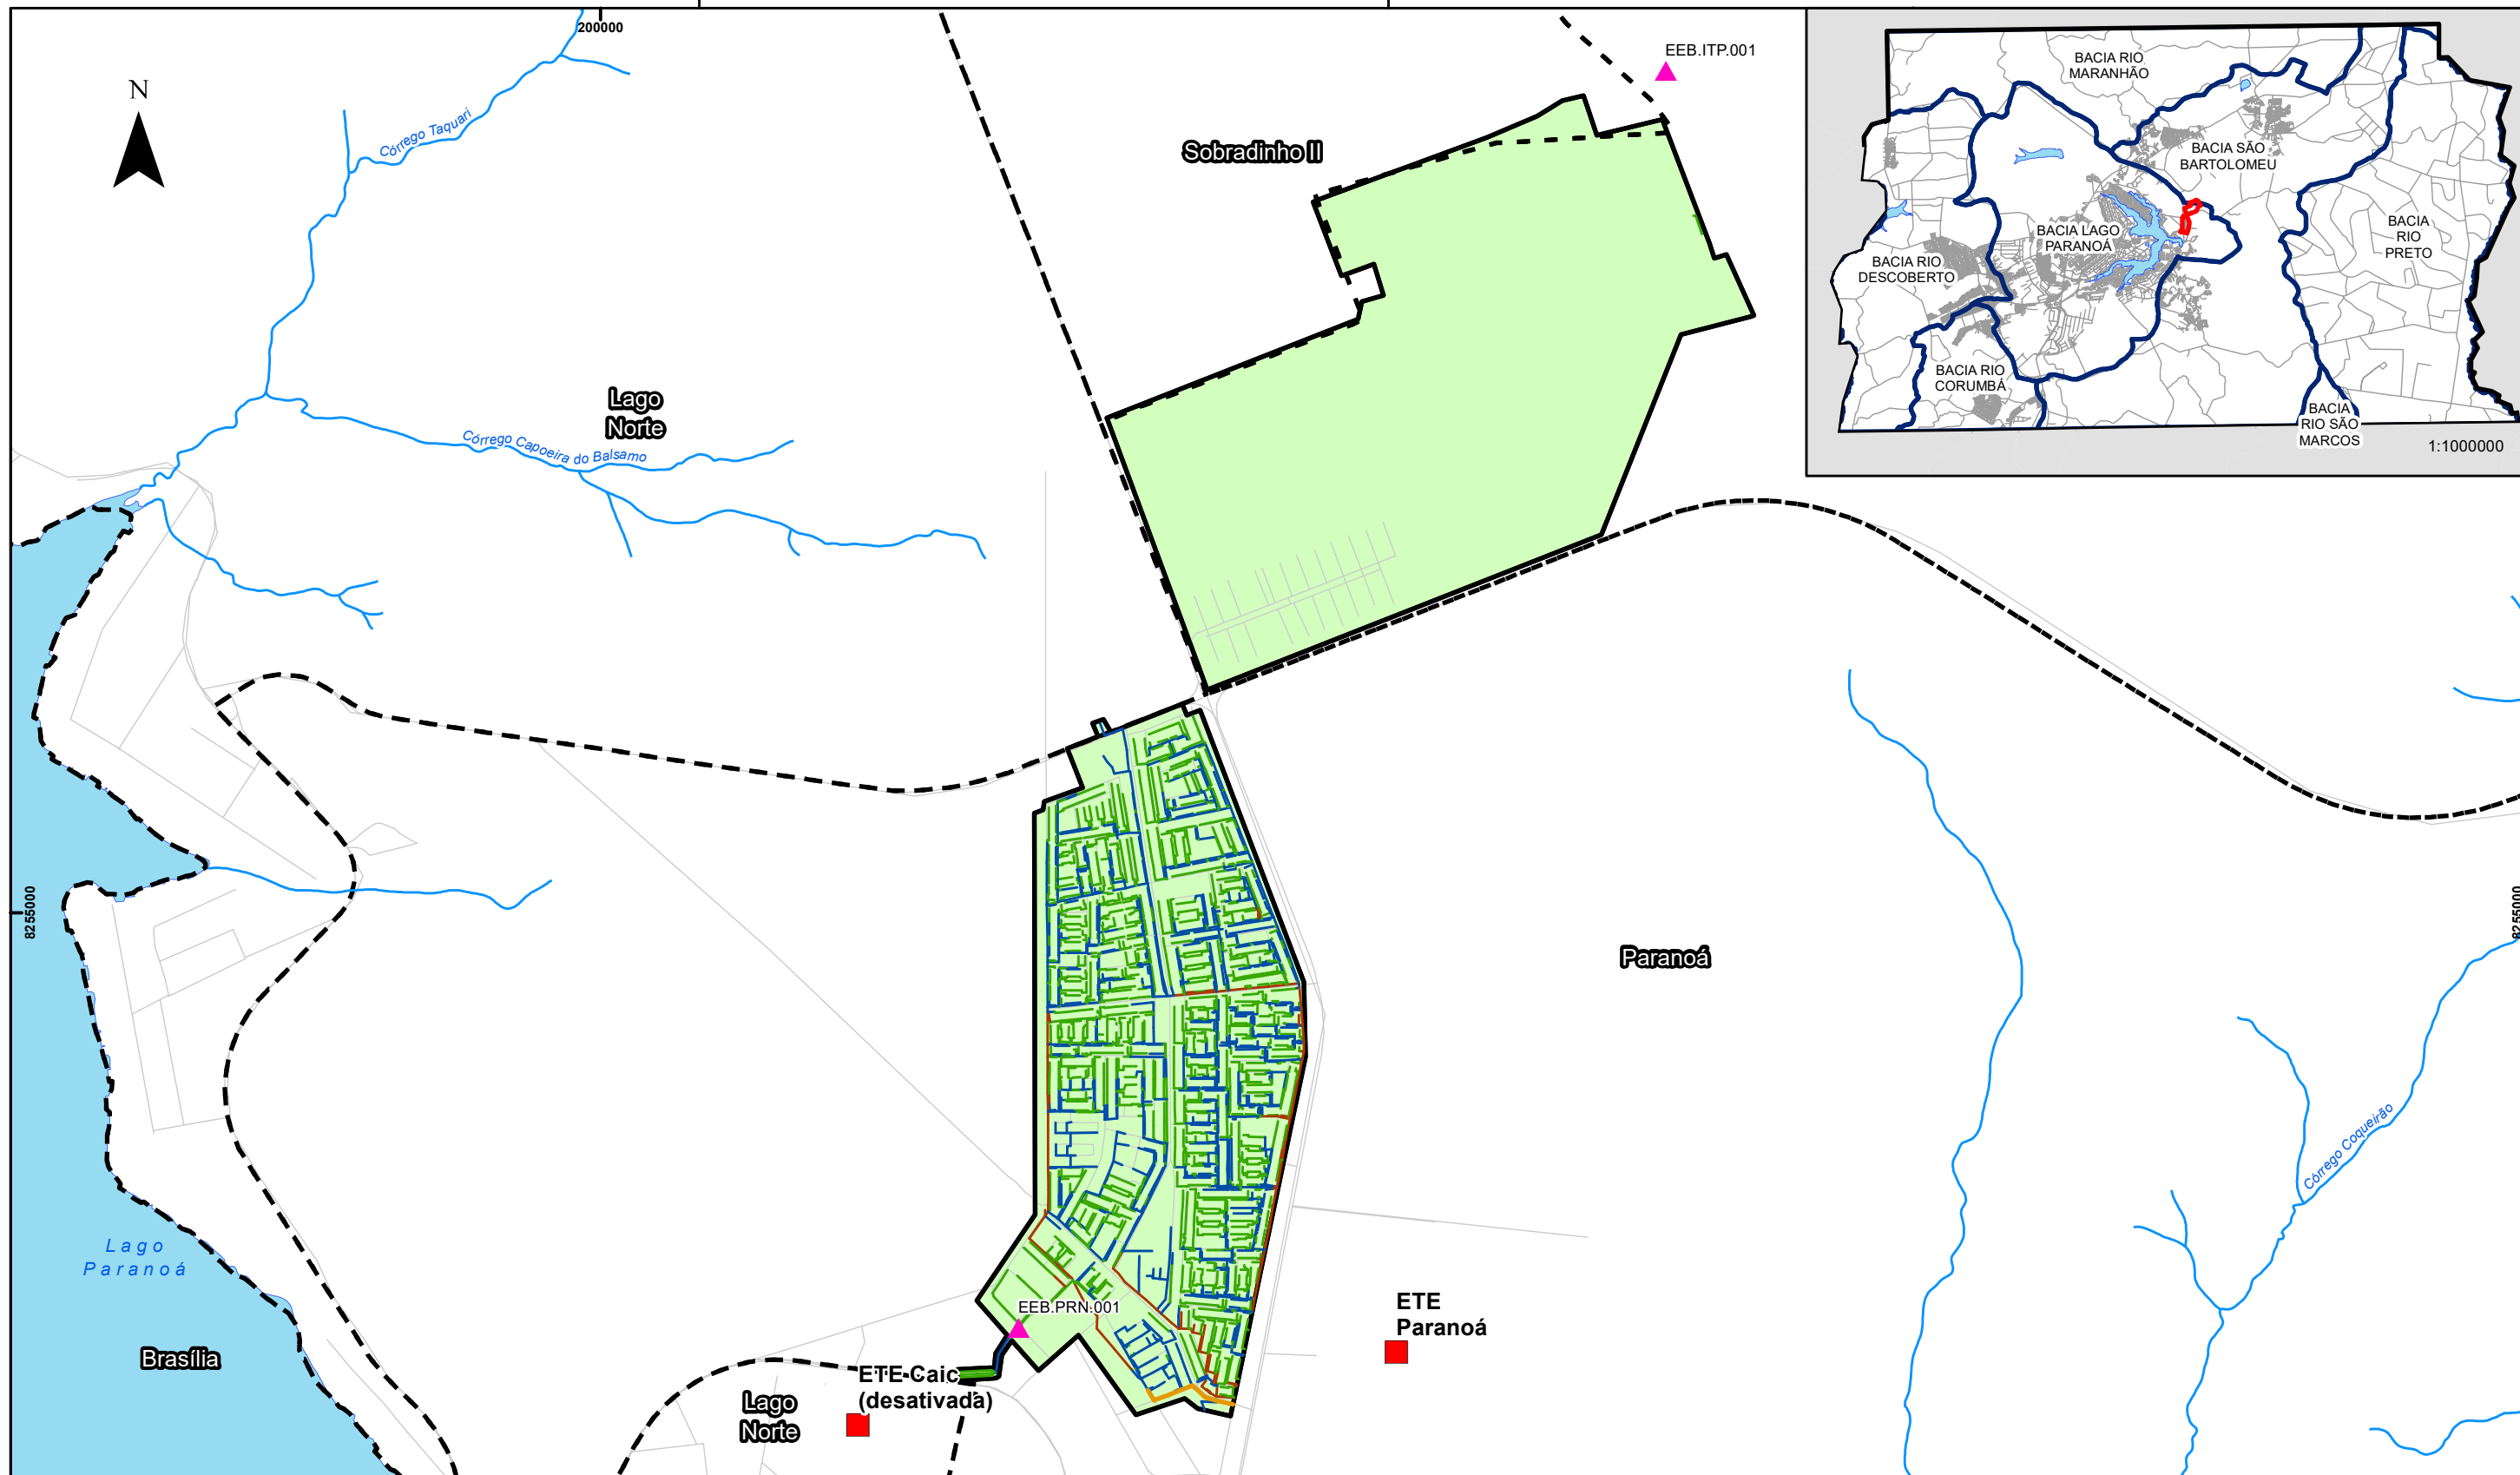 200000
N
EEB.ITP.001
Córrego Taquari
Sobradinho II
BACIA RIO
MARANHÃO
BACIA SÃO
BARTOLOMEU
BACIA LAGO
PARANOÁ
BACIA
RIO
PRETO
BACIA RIO
DESCOBERTO
BACIA RIO
CORUMBÁ
BACIA
RIO SÃO
MARCOS
1:1000000
Lago
Norte
Córrego Capoeira do Balsamo
8255000
8255000
Paranoá
Córrego Coqueirão
Lago
Paranoá
EEB.PRN.001
ETE
Paranoá
Brasília
ETE Caic
(desativada)
Lago
Norte